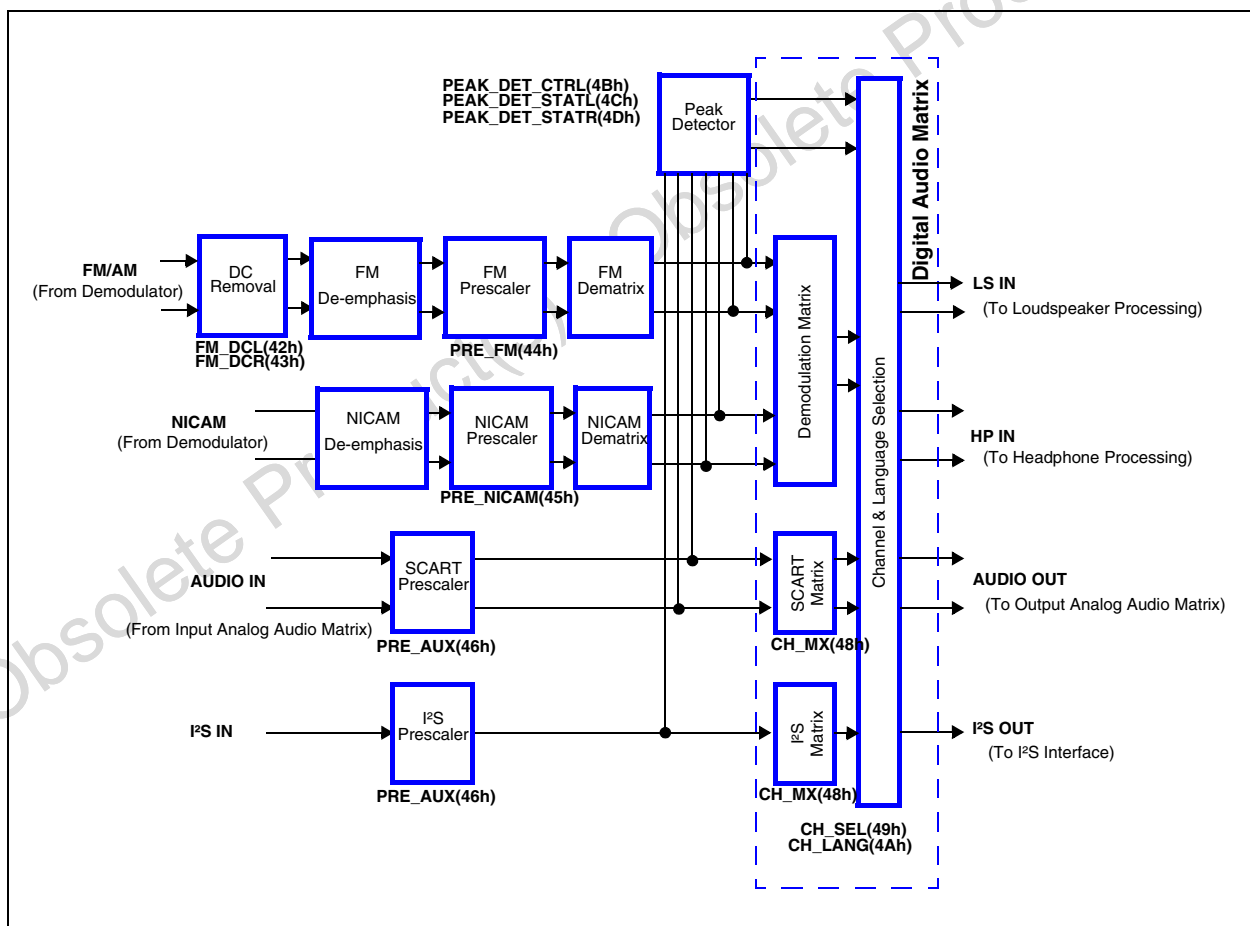 PEAK_DET_CTRL(4Bh)
PEAK_DET_STATL(4Ch)
PEAK_DET_STATR(4Dh)
Peak
Detector
Digital Audio Matrix
FM/AM
(From Demodulator)
DC
Removal
FM
De-emphasis
FM
Prescaler
FM
Dematrix
FM_DCL(42h)
FM_DCR(43h)
PRE_FM(44h)
Demodulation Matrix
Channel & Language Selection
LS IN
(To Loudspeaker Processing)
NICAM
(From Demodulator)
NICAM
De-emphasis
NICAM
Prescaler
NICAM
Dematrix
PRE_NICAM(45h)
HP IN
(To Headphone Processing)
AUDIO IN
(From Input Analog Audio Matrix)
SCART
Prescaler
PRE_AUX(46h)
SCART
Matrix
CH_MX(48h)
AUDIO OUT
(To Output Analog Audio Matrix)
I²S IN
I²S
Prescaler
PRE_AUX(46h)
I²S
Matrix
CH_MX(48h)
I²S OUT
(To I²S Interface)
CH_SEL(49h)
CH_LANG(4Ah)
Obsolete Product(s) Obsolete Pro